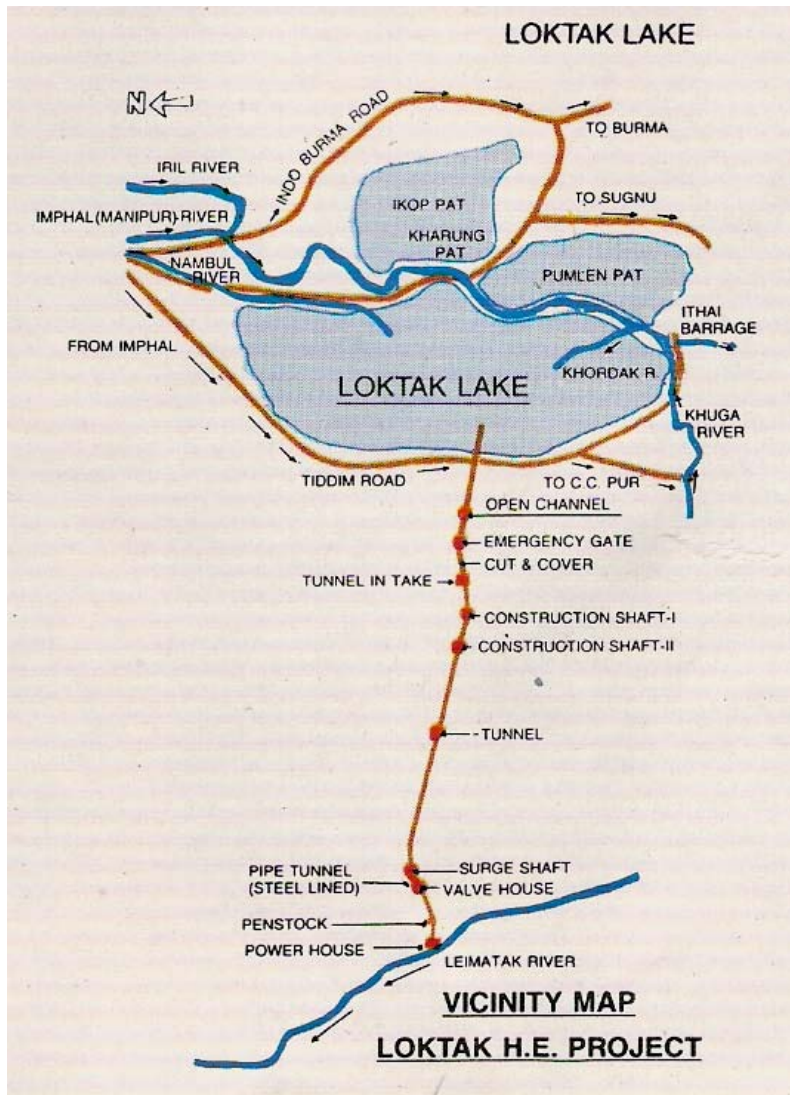 LOKTAK LAKE
N
INDO BURMA ROAD
TO BURMA
IRIL RIVER
IKOP PAT
TO SUGNU
IMPHAL(MANIPUR) RIVER
KHARUNG
PAT
NAMBUL
RIVER
PUMLEN PAT
ITHAI
BARRAGE
FROM IMPHAL
LOKTAK LAKE
KHORDAK R.
KHUGA
RIVER
TIDDIM ROAD
TO C.C. PUR
OPEN CHANNEL
EMERGENCY GATE
CUT & COVER
TUNNEL IN TAKE
CONSTRUCTION SHAFT-I
CONSTRUOTION SHAFT-II
TUNNEL
PIPE TUNNEL
(STEEL LINED)
SURGE SHAFT
VALVE HOUSE
PENSTOCK
POWER HOUSE
LEIMATAK RIVER
VICINITY MAP
LOKTAK H.E. PROJECT